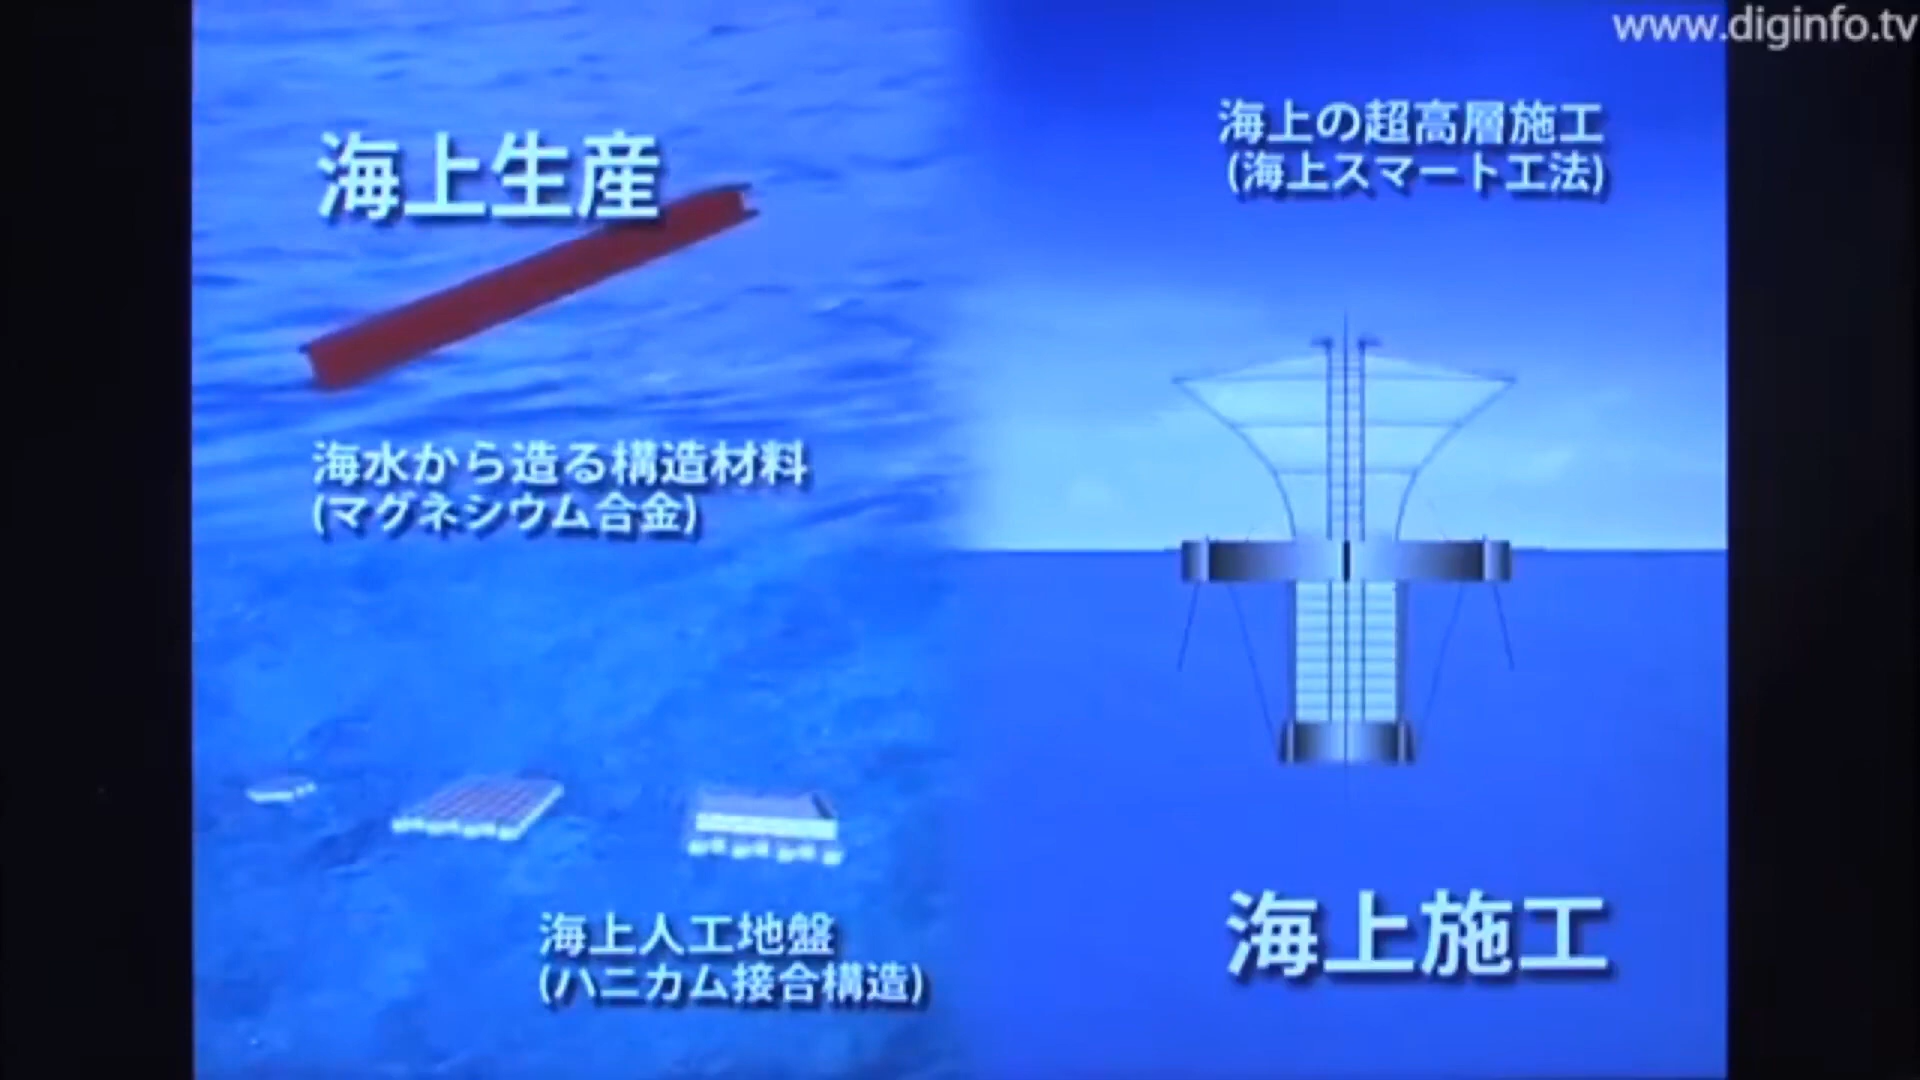 www.diginfo.tv
海上生産
海水から造る構造材料
(マグネシウム合金)
海上人工地盤
(ハニカム接合構造)
海上の超高層施工
(海上スマート工法)
海上施工